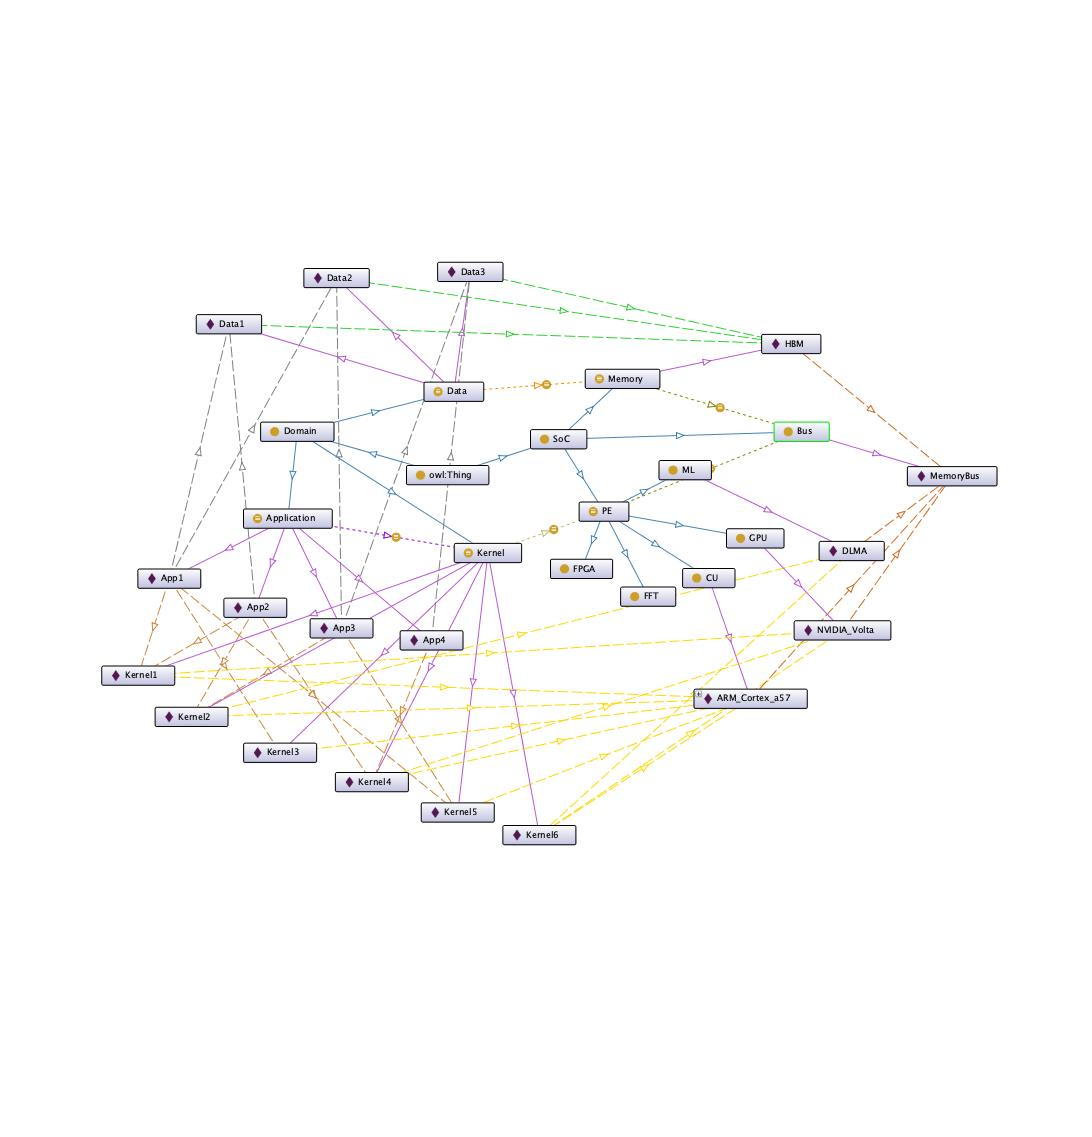 Data3
Data2
Data1
HBM
Memory
Data
Domain
Bus
SoC
ML
owl:Thing
MemoryBus
PE
Application
GPU
Kernel
DLMA
FPGA
CU
App1
FFT
App2
App3
NVIDIA_Volta
App4
Kernel1
ARM_Cortex_a57
Kernel2
Kernel3
Kernel4
Kernel5
Kernel6